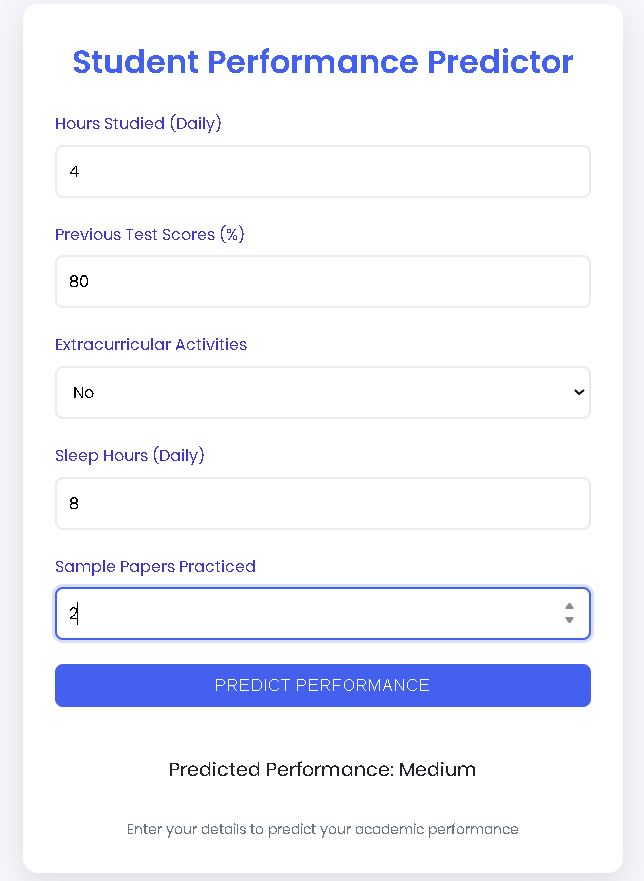 Student Performance Predictor
Hours Studied (Daily)
4
Previous Test Scores (%)
80
Extracurricular Activities
No
Sleep Hours (Daily)
8
Sample Papers Practiced
2
PREDICT PERFORMANCE
Predicted Performance: Medium
Enter your details to predict your academic performance